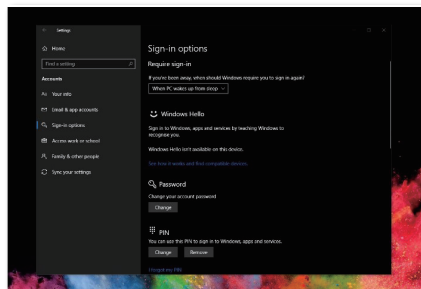 Settings
Home
Find a setting
Accounts
Your info
Email & app accounts
Sign-in options
Access work or school
Family & other people
Sync your settings
Sign-in options
Require sign-in
If you've been away, when should Windows require you to sign in again?
When PC wakes up from sleep
Windows Hello
Sign in to Windows, apps and services by teaching Windows to
recognise you.
Windows Hello isn't available on this device.
See how it works and find compatible devices.
Password
Change your account password
Change
PIN
You can use this PIN to sign in to Windows, apps and services.
Change Remove
I forgot my PIN